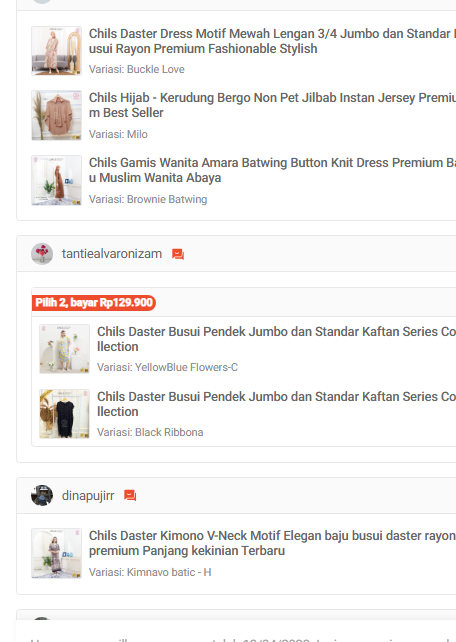 Chils Daster Dress Motif Mewah Lengan 3/4 Jumbo dan Standar
usui Rayon Premium Fashionable Stylish
Variasi: Buckle Love
Chils Hijab - Kerudung Bergo Non Pet Jilbab Instan Jersey Premiu
m Best Seller
Variasi: Milo
Chils Gamis Wanita Amara Batwing Button Knit Dress Premium Ba
u Muslim Wanita Abaya
Variasi: Brownie Batwing
tantiealvaronizam
Pilih 2, bayar Rp129.900
Chils Daster Busui Pendek Jumbo dan Standar Kaftan Series Co
llection
Variasi: YellowBlue Flowers-C
Chils Daster Busui Pendek Jumbo dan Standar Kaftan Series Co
llection
Variasi: Black Ribbona
dinapujirr
Chils Daster Kimono V-Neck Motif Elegan baju busui daster rayon
premium Panjang kekinian Terbaru
Variasi: Kimnavo batic - H